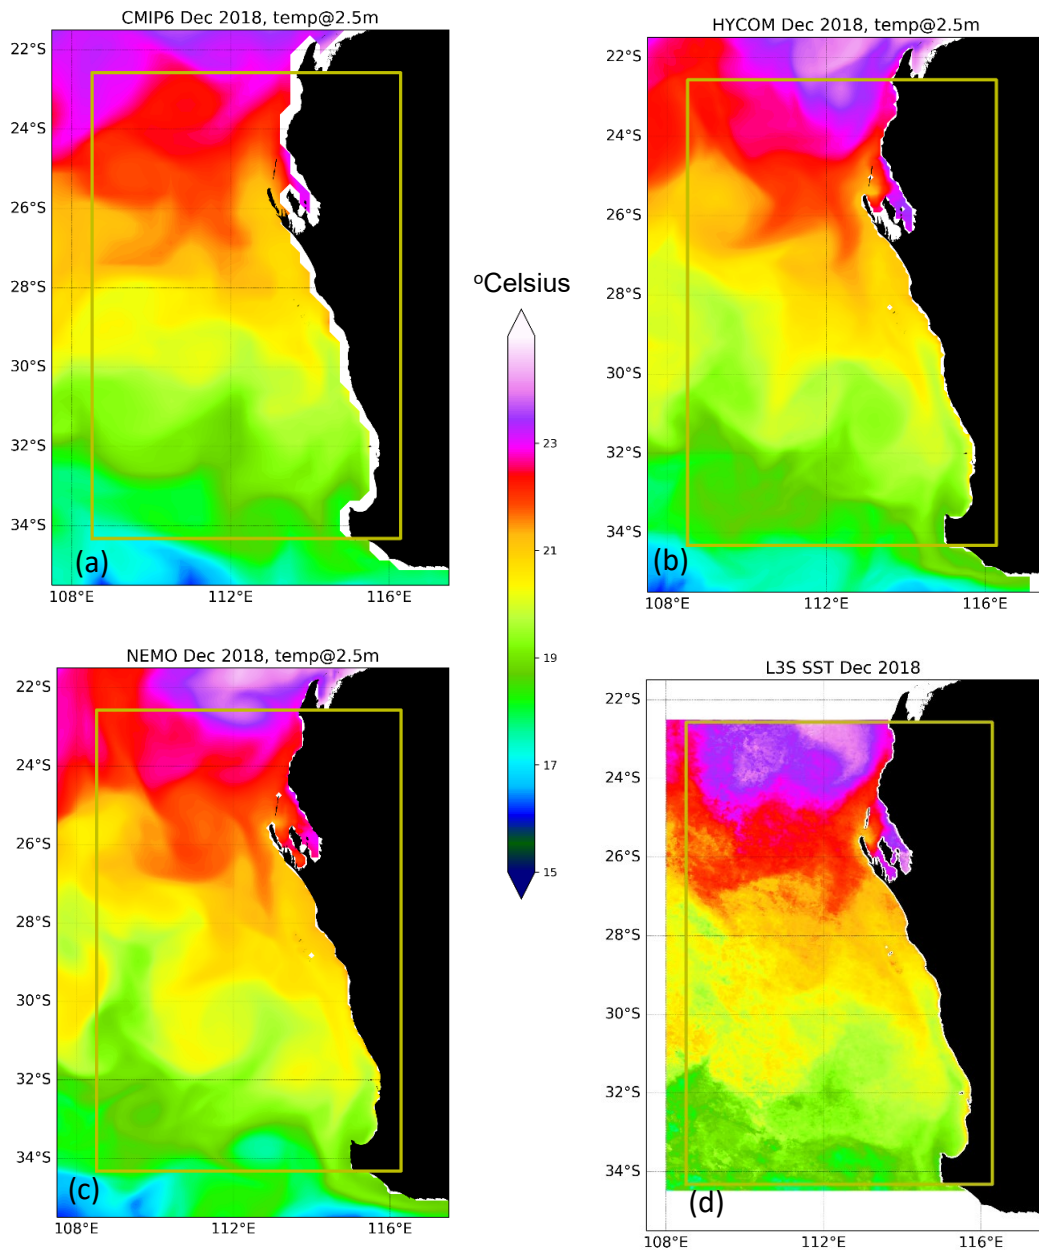 CMIP6 Dec 2018, temp@2.5m
22°S
24°S
26°S
28°S
30°S
32°S
34°S
(a)
108°E 112°E 116°E
HYCOM Dec 2018, temp@2.5m
22°S
24°S
26°S
28°S
30°S
32°S
34°S
(b)
108°E 112°E 116°E
oCelsius
23
21
19
17
15
NEMO Dec 2018, temp@2.5m
22°S
24°S
26°S
28°S
30°S
32°S
34°S
(c)
108°E 112°E 116°E
L3S SST Dec 2018
22°S
24°S
26°S
28°S
30°S
32°S
34°S
(d)
108°E 112°E 116°E